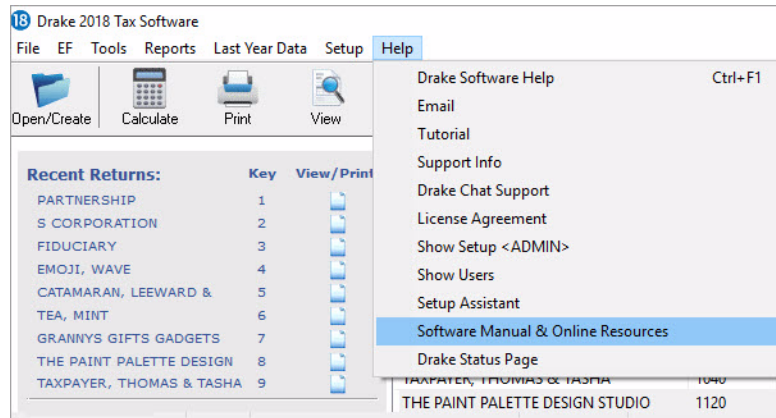 18 Drake 2018 Tax Software
File EF Tools Reports Last Year Data Setup Help
Open/Create Calculate Print View
Recent Returns: Key View/Print
PARTNERSHIP 1
S CORPORATION 2
FIDUCIARY 3
EMOJI, WAVE 4
CATAMARAN, LEEWARD & 5
TEA, MINT 6
GRANNYS GIFTS GADGETS 7
THE PAINT PALETTE DESIGN 8
TAXPAYER, THOMAS & TASHA 9
Drake Software Help Ctrl+F1
Email
Tutorial
Support Info
Drake Chat Support
License Agreement
Show Setup <ADMIN>
Show Users
Setup Assistant
Software Manual & Online Resources
Drake Status Page
TAXPAYER, THOMAS & TASHA 1040
THE PAINT PALETTE DESIGN STUDIO 1120